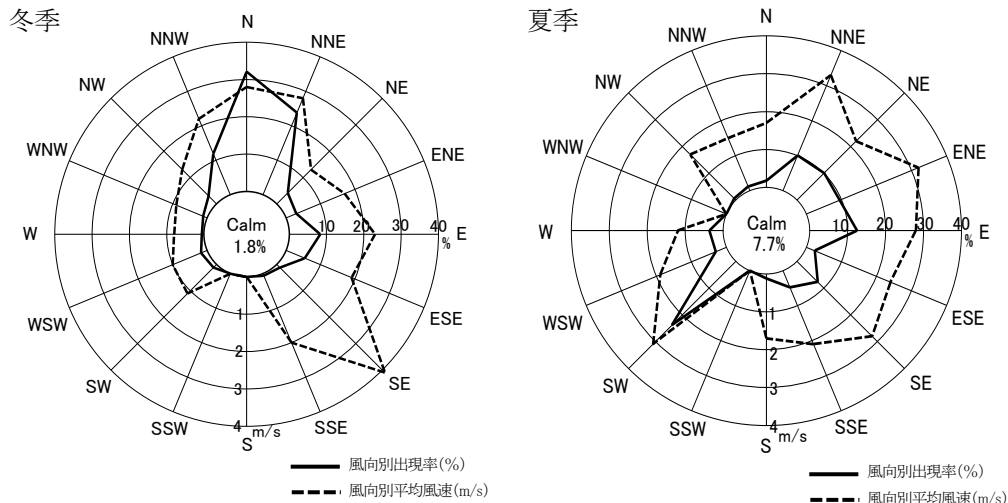 冬季
N
NNW
NNE
NW
NE
WNW
ENE
Calm
1.8%
10
20
30
40
%
W
E
WSW
ESE
1
2
3
4
m/s
SW
SE
SSW
SSE
S
風向別出現率(%)
風向別平均風速(m/s)
夏季
N
NNW
NNE
NW
NE
WNW
ENE
Calm
7.7%
10
20
30
40
%
W
E
WSW
ESE
1
2
3
4
m/s
SW
SE
SSW
SSE
S
風向別出現率(%)
風向別平均風速(m/s)